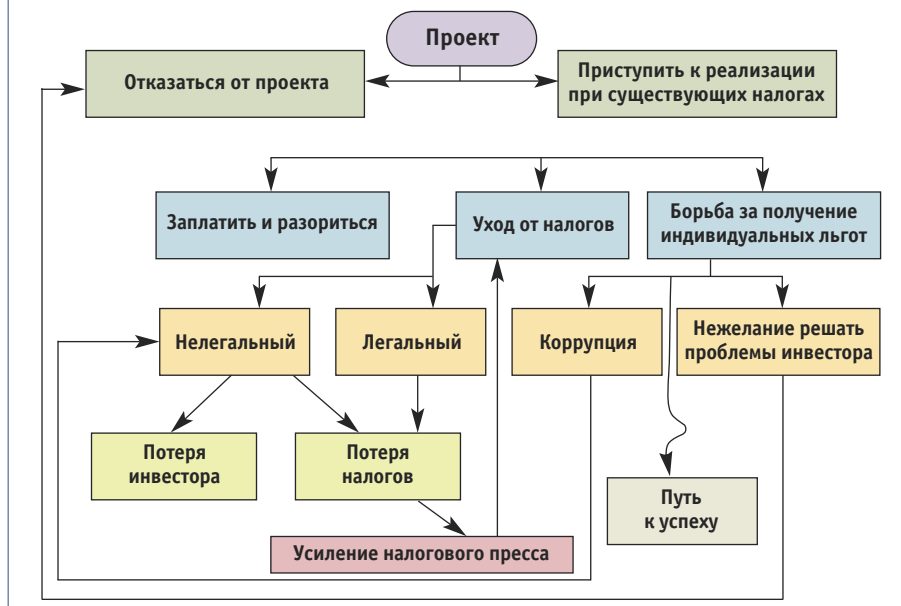 Проект
Отказаться от проекта
Приступить к реализации
при существующих налогах
Заплатить и разориться
Уход от налогов
Борьба за получение
индивидуальных льгот
Нелегальный
Легальный
Коррупция
Нежелание решать
проблемы инвестора
Потеря
инвестора
Потеря
налогов
Путь
к успеху
Усиление налогового пресса